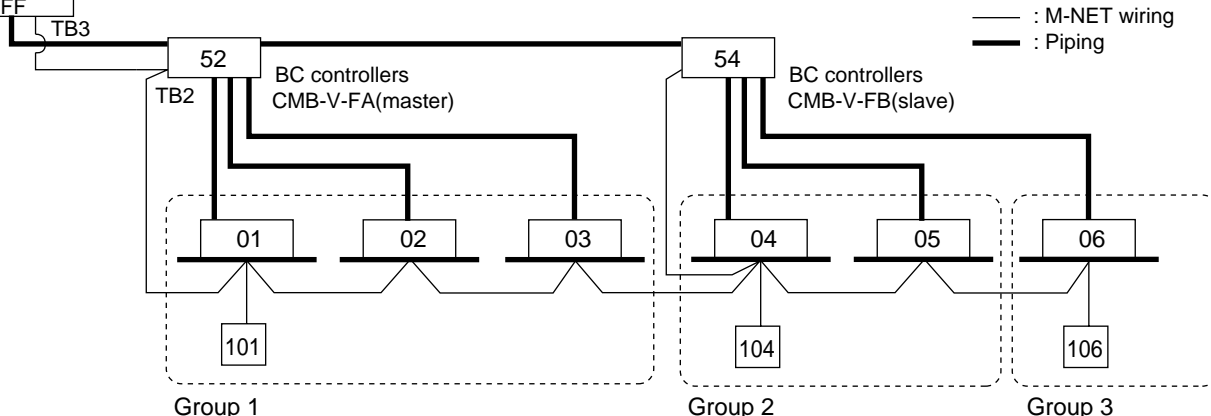 FF
TB3
: M-NET wiring
: Piping
52
BC controllers
CMB-V-FA(master)
TB2
54
BC controllers
CMB-V-FB(slave)
01
02
03
04
05
06
101
104
106
Group 1
Group 2
Group 3